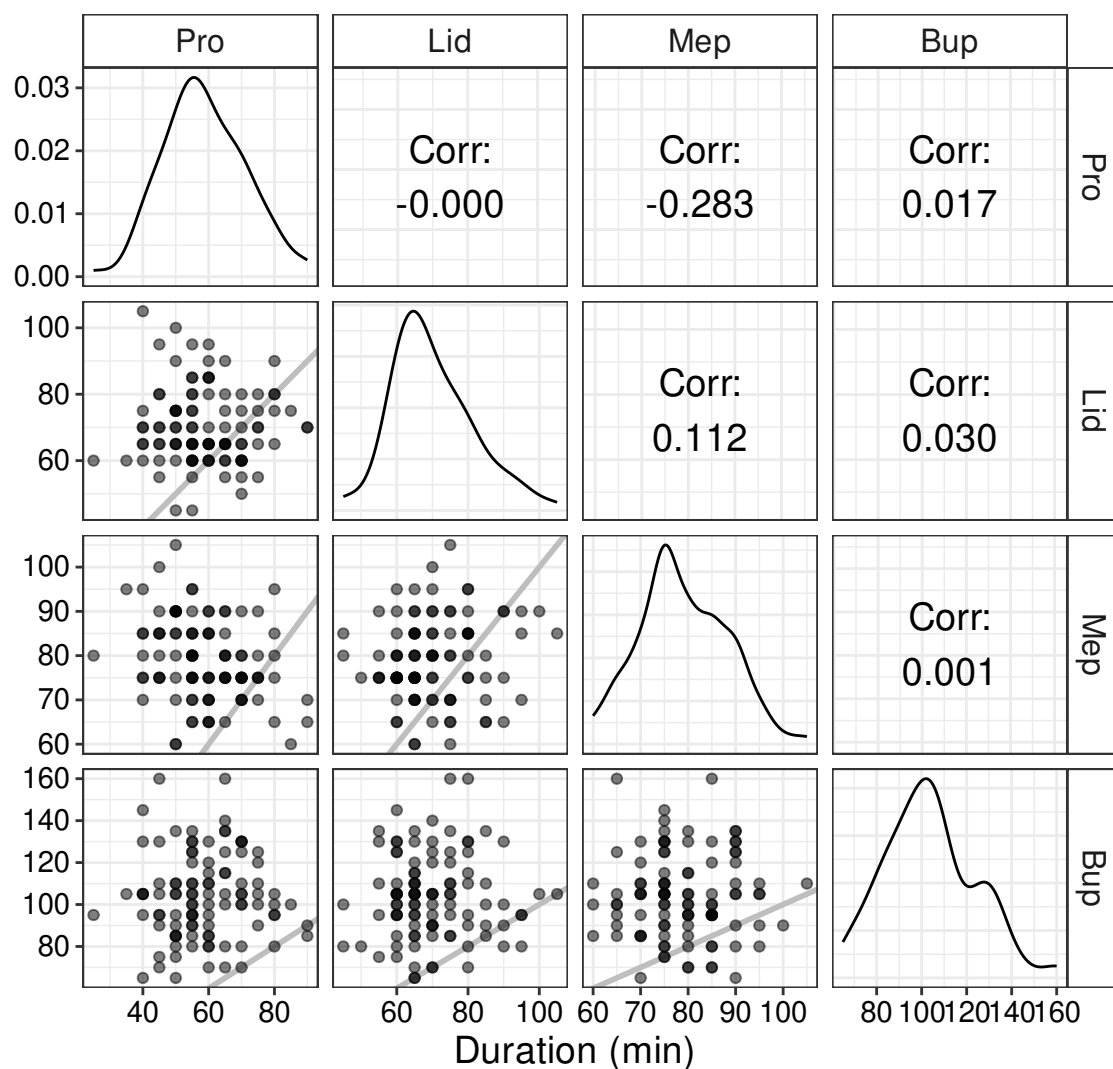 Pro Lid Mep Bup
0.03
0.02
0.01
0.00
Corr:
-0.000
Corr:
-0.283
Corr:
0.017
Pro
100
80
60
Corr:
0.112
Corr:
0.030
Lid
100
90
80
70
60
Corr:
0.001
Mep
160
140
120
100
80
Bup
40 60 60 80 100 60 70 80 90 100 80 100 120 140 160
Duration (min)